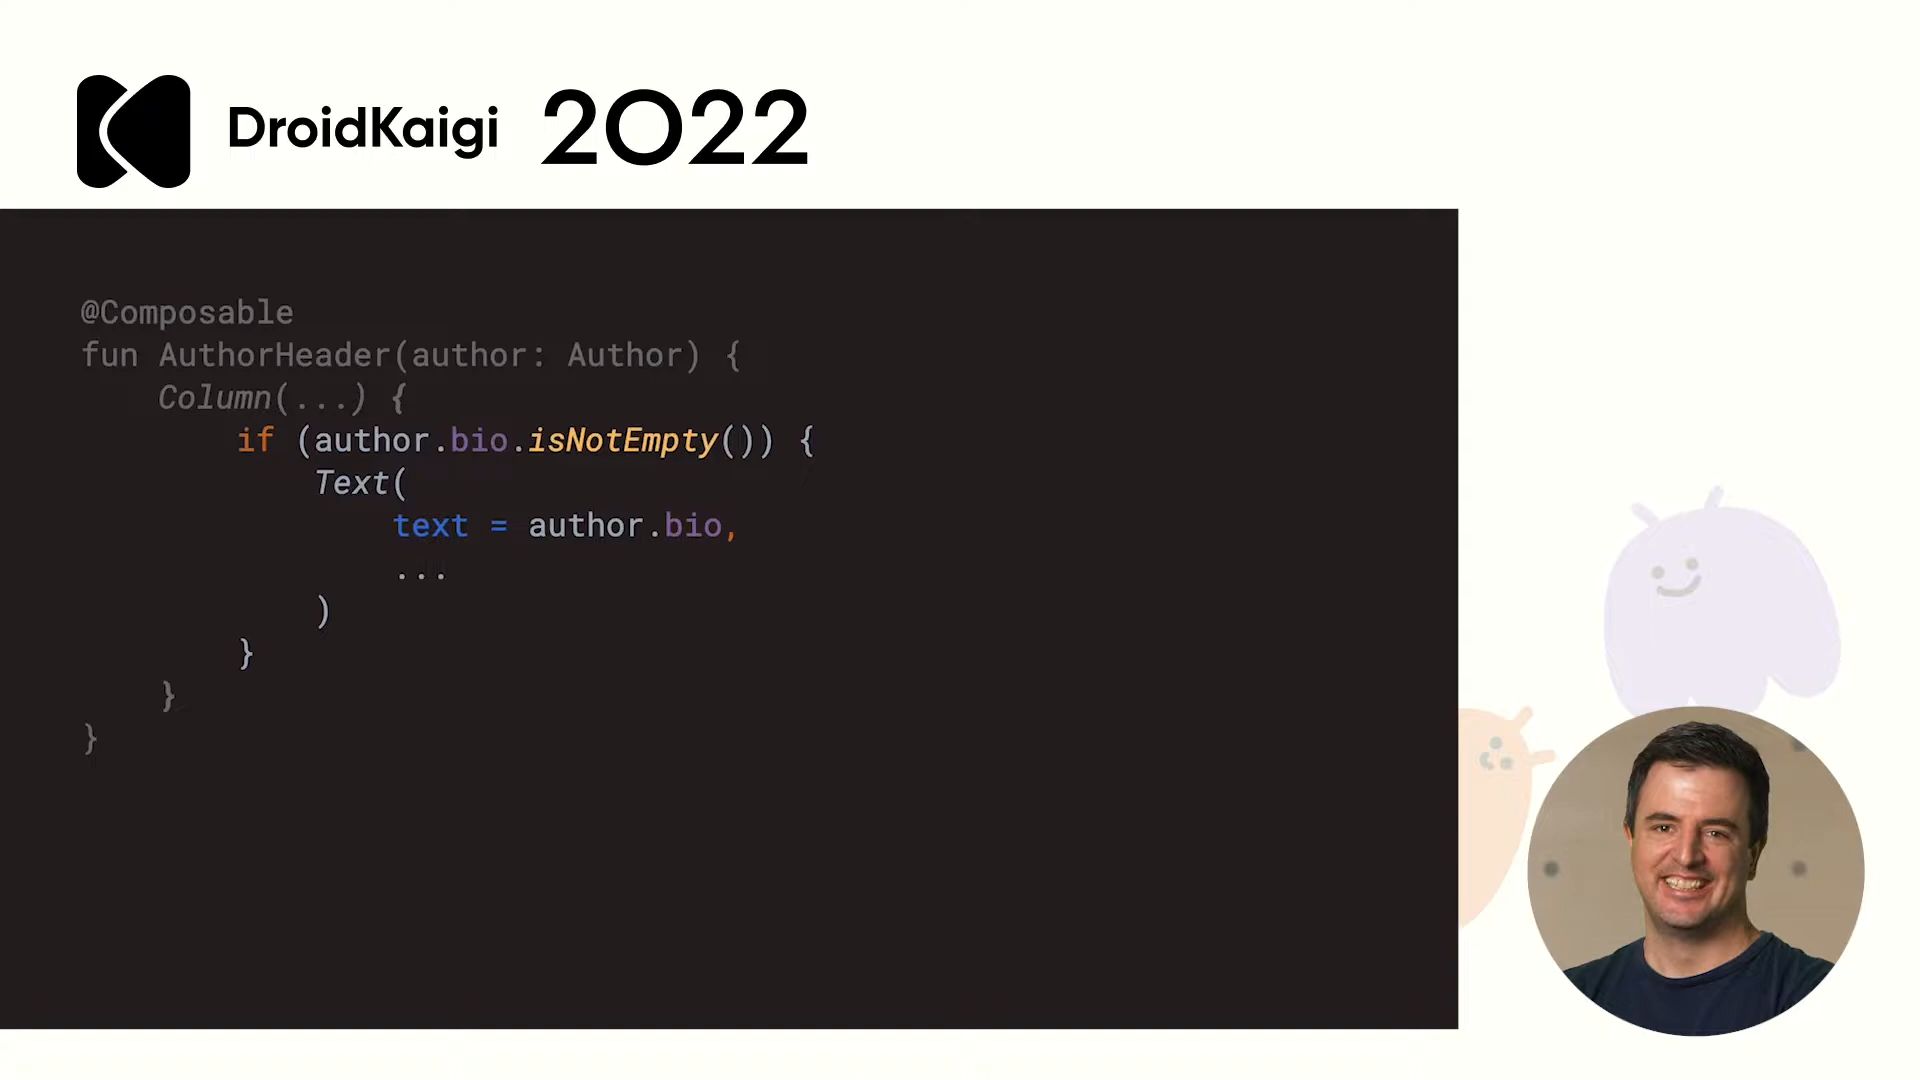 DroidKaigi 2022
@Composable
fun AuthorHeader(author: Author) {
    Column(...) {
        if (author.bio.isNotEmpty()) {
            Text(
                text = author.bio,
                ...
            )
        }
    }
}